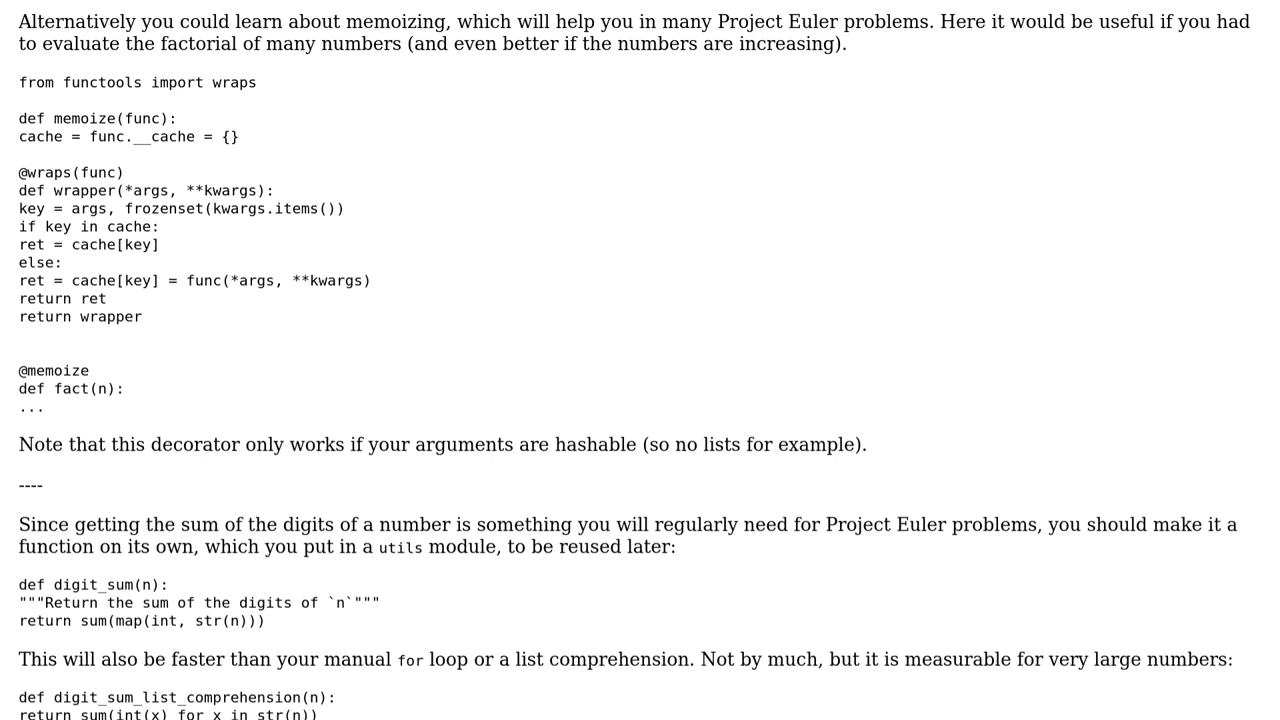 Alternatively you could learn about memoizing, which will help you in many Project Euler problems. Here it would be useful if you had
to evaluate the factorial of many numbers (and even better if the numbers are increasing).
from functools import wraps
def memoize(func):
cache = func.__cache = {}
@wraps(func)
def wrapper(*args, **kwargs):
key = args, frozenset(kwargs.items())
if key in cache:
ret = cache[key]
else:
ret = cache[key] = func(*args, **kwargs)
return ret
return wrapper
@memoize
def fact(n):
...
Note that this decorator only works if your arguments are hashable (so no lists for example).
----
Since getting the sum of the digits of a number is something you will regularly need for Project Euler problems, you should make it a
function on its own, which you put in a utils module, to be reused later:
def digit_sum(n):
"""Return the sum of the digits of `n`"""
return sum(map(int, str(n)))
This will also be faster than your manual for loop or a list comprehension. Not by much, but it is measurable for very large numbers:
def digit_sum_list_comprehension(n):
return sum(int(x) for x in str(n))